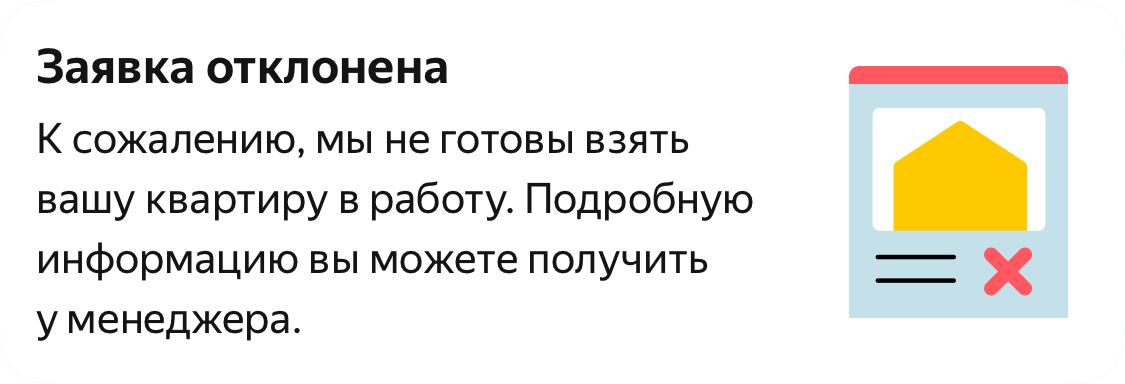 Заявка отклонена
К сожалению, мы не готовы взять
вашу квартиру в работу. Подробную
информацию вы можете получить
у менеджера.